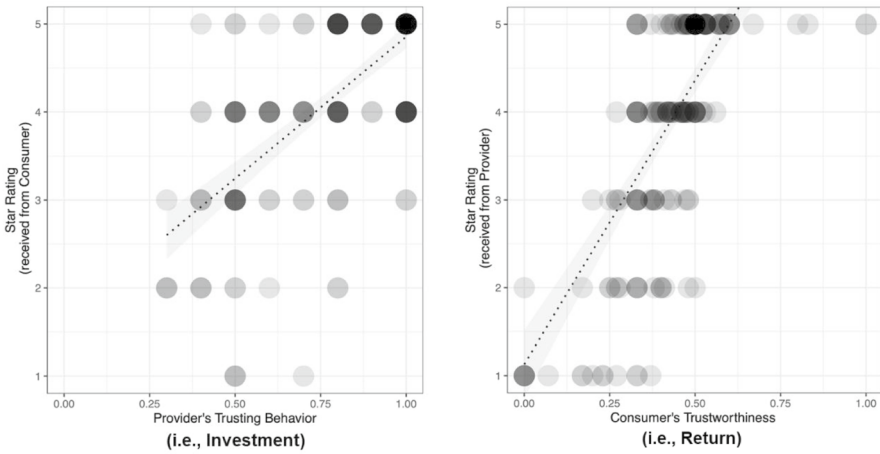 Star Rating
(received from Consumer)
5
4
3
2
1
0.00 0.25 0.50 0.75 1.00
Provider's Trusting Behavior
(i.e., Investment)
Star Rating
(received from Provider)
5
4
3
2
1
0.00 0.25 0.50 0.75 1.00
Consumer's Trustworthiness
(i.e., Return)